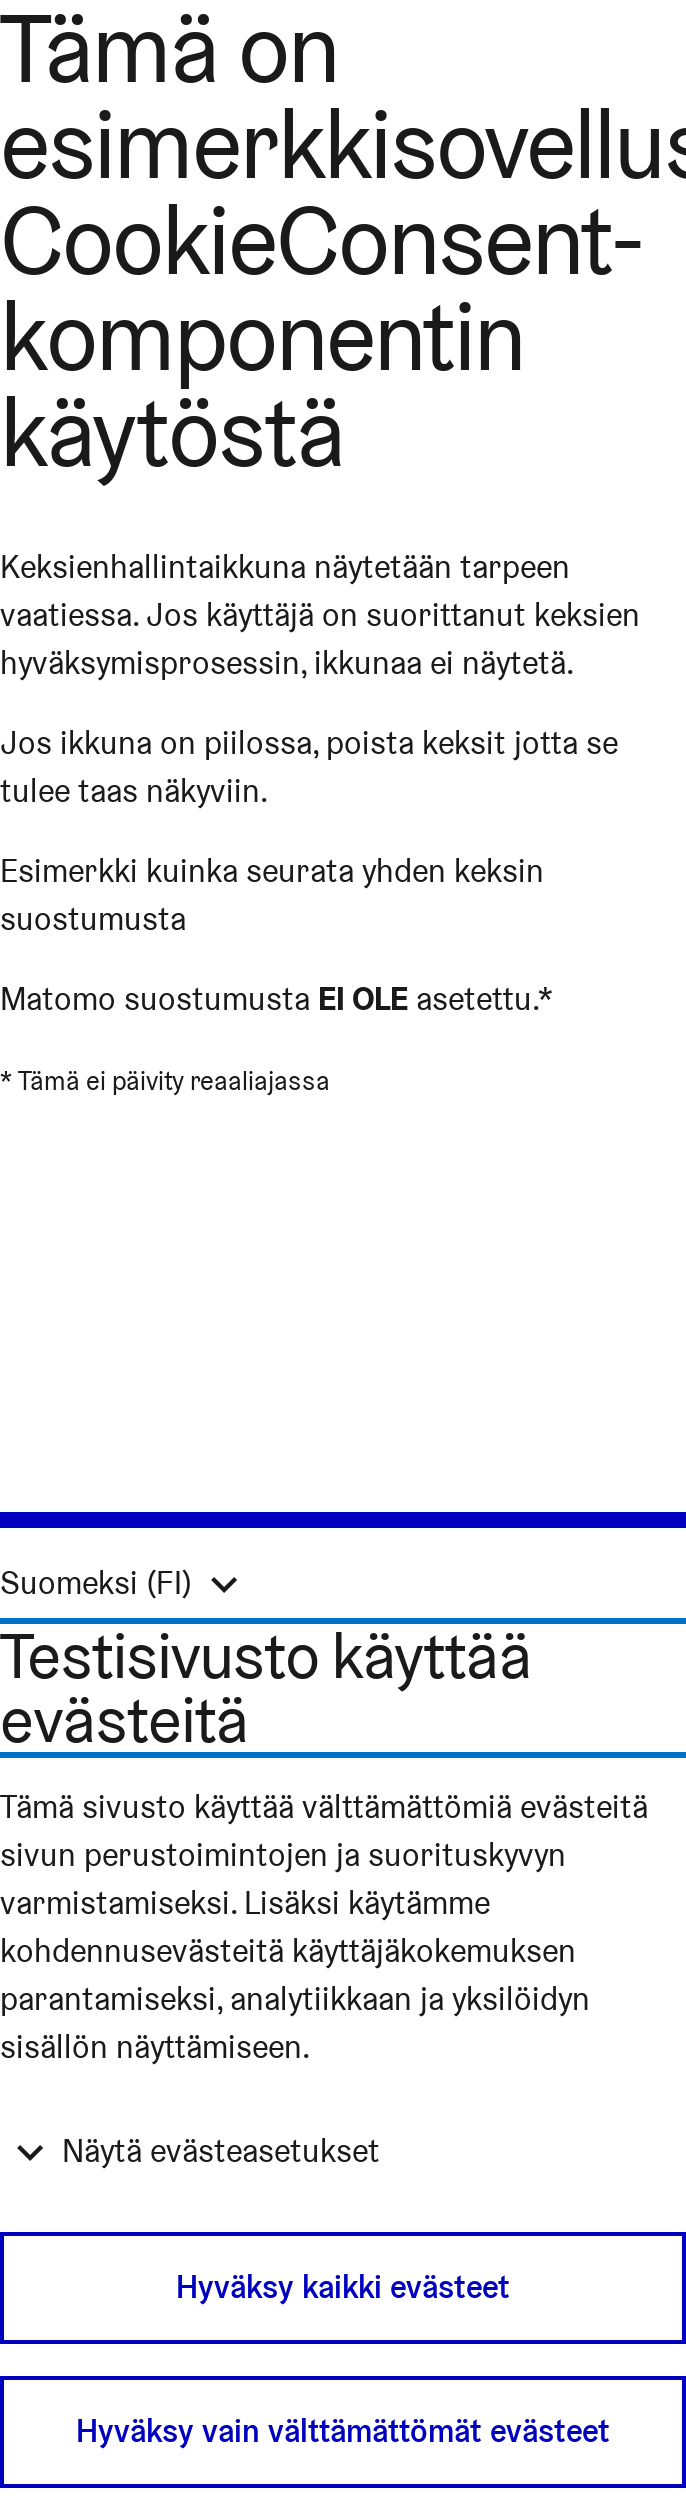 Tämä on
esimerkkisovellus
CookieConsent-
komponentin
käytöstä
Keksienhallintaikkuna näytetään tarpeen
vaatiessa. Jos käyttäjä on suorittanut keksien
hyväksymisprosessin, ikkunaa ei näytetä.
Jos ikkuna on piilossa, poista keksit jotta se
tulee taas näkyviin.
Esimerkki kuinka seurata yhden keksin
suostumusta
Matomo suostumusta EI OLE asetettu.*
* Tämä ei päivity reaaliajassa
Suomeksi (FI)
Testisivusto käyttää
evästeitä
Tämä sivusto käyttää välttämättömiä evästeitä
sivun perustoimintojen ja suorituskyvyn
varmistamiseksi. Lisäksi käytämme
kohdennusevästeitä käyttäjäkokemuksen
parantamiseksi, analytiikkaan ja yksilöidyn
sisällön näyttämiseen.
Näytä evästeasetukset
Hyväksy kaikki evästeet
Hyväksy vain välttämättömät evästeet